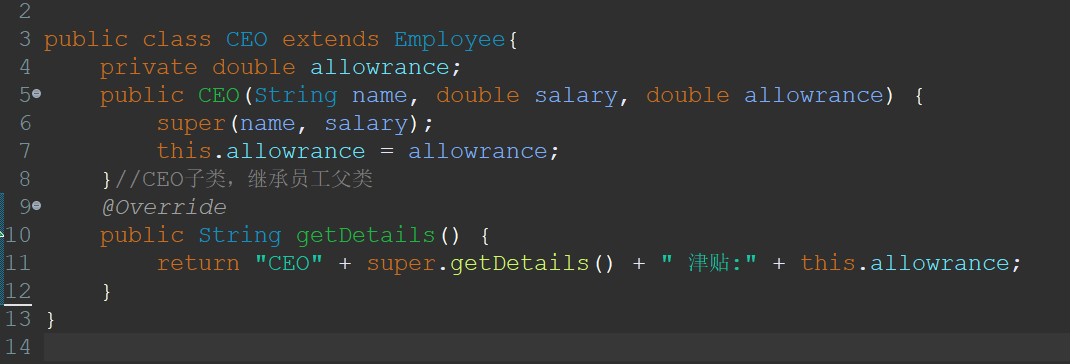 2
3 public class CEO extends Employee{
4     private double allowrance;
5     public CEO(String name, double salary, double allowrance) {
6         super(name, salary);
7         this.allowrance = allowrance;
8     }//CEO子类，继承员工父类
9     @Override
10     public String getDetails() {
11         return "CEO" + super.getDetails() + " 津贴:" + this.allowrance;
12     }
13 }
14